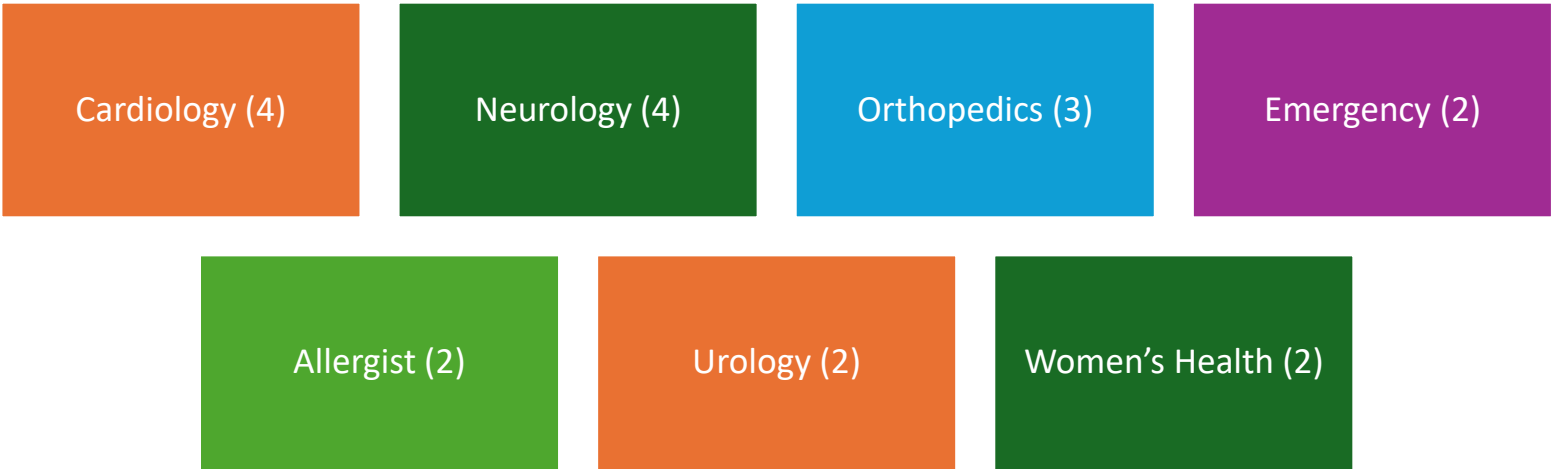 Cardiology (4)
Neurology (4)
Orthopedics (3)
Emergency (2)
Allergist (2)
Urology (2)
Women’s Health (2)